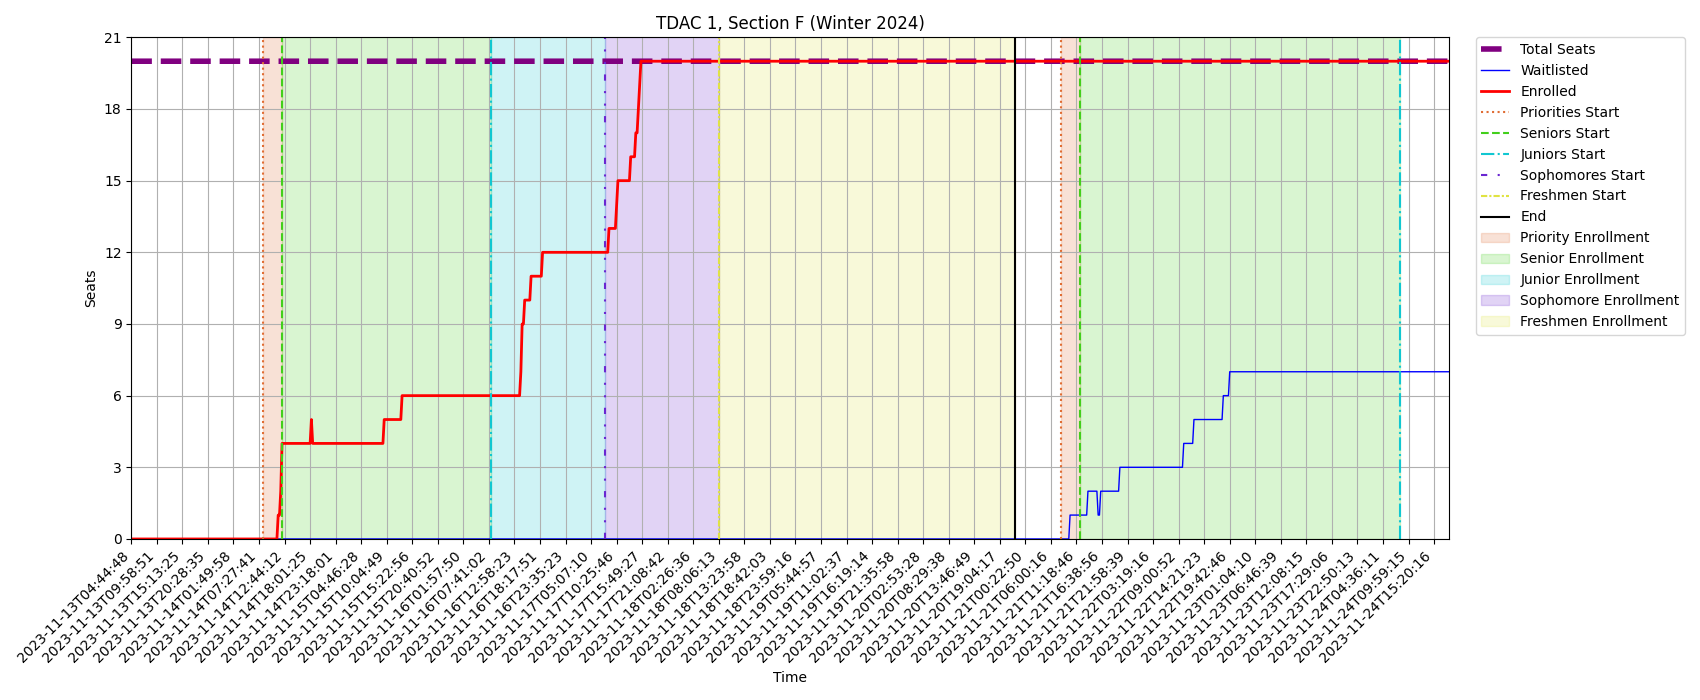 TDAC 1, Section F (Winter 2024)
Seats
21
18
15
12
9
6
3
0
2023-11-13T04:44:48
2023-11-13T09:58:51
2023-11-13T15:13:25
2023-11-13T20:28:35
2023-11-14T01:49:58
2023-11-14T07:27:41
2023-11-14T12:44:12
2023-11-14T18:01:25
2023-11-14T23:18:01
2023-11-15T04:46:28
2023-11-15T10:04:49
2023-11-15T15:22:56
2023-11-15T20:40:52
2023-11-16T01:57:50
2023-11-16T07:41:02
2023-11-16T12:58:23
2023-11-16T18:17:51
2023-11-16T23:35:23
2023-11-17T05:07:10
2023-11-17T10:25:46
2023-11-17T15:49:27
2023-11-17T21:08:42
2023-11-18T02:26:36
2023-11-18T08:06:13
2023-11-18T13:23:58
2023-11-18T18:42:03
2023-11-18T23:59:16
2023-11-19T05:44:57
2023-11-19T11:02:37
2023-11-19T16:19:14
2023-11-19T21:35:58
2023-11-20T02:53:28
2023-11-20T08:29:38
2023-11-20T13:46:49
2023-11-20T19:04:17
2023-11-21T00:22:50
2023-11-21T06:00:16
2023-11-21T11:18:46
2023-11-21T16:38:56
2023-11-21T21:58:39
2023-11-22T03:19:16
2023-11-22T09:00:52
2023-11-22T14:21:23
2023-11-22T19:42:46
2023-11-23T01:04:10
2023-11-23T06:46:39
2023-11-23T12:08:15
2023-11-23T17:29:06
2023-11-23T22:50:13
2023-11-24T04:36:11
2023-11-24T09:59:15
2023-11-24T15:20:16
Time
Total Seats
Waitlisted
Enrolled
Priorities Start
Seniors Start
Juniors Start
Sophomores Start
Freshmen Start
End
Priority Enrollment
Senior Enrollment
Junior Enrollment
Sophomore Enrollment
Freshmen Enrollment